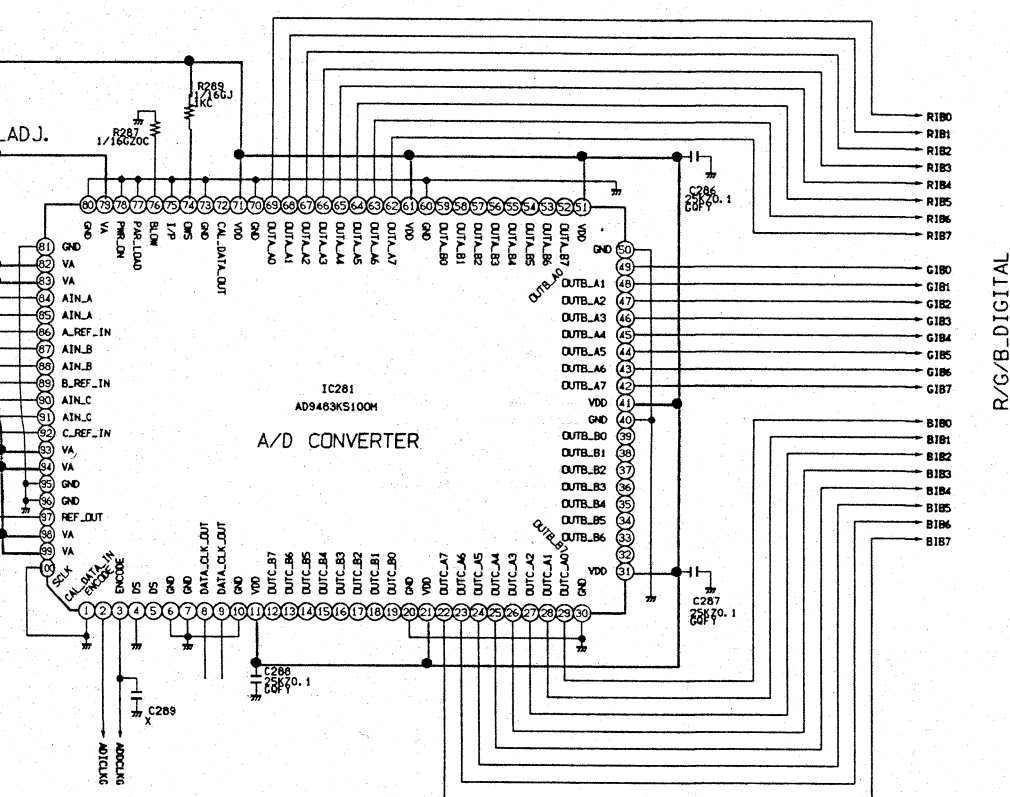 _ADJ.
R289
1/16GJ
1KC
R287
1/16GZ0C
C286
25KZ0.1
GQFY
80 79 78 77 76 75 74 73 72 71 70 69 68 67 66 65 64 63 62 61 60 59 58 57 56 55 54 53 52 51
GND
VA
PWR_DN
PAR_LOAD
BLOW
I/P
DMS
GND
CAL_DATA_OUT
VDD
GND
OUTA_A0
OUTA_A1
OUTA_A2
OUTA_A3
OUTA_A4
OUTA_A5
OUTA_A6
OUTA_A7
VDD
GND
OUTA_B0
OUTA_B1
OUTA_B2
OUTA_B3
OUTA_B4
OUTA_B5
OUTA_B6
OUTA_B7
VDD
81 GND
82 VA
83 VA
84 AIN_A
85 AIN_A
86 A_REF_IN
87 AIN_B
88 AIN_B
89 B_REF_IN
90 AIN_C
91 AIN_C
92 C_REF_IN
93 VA
94 VA
95 GND
96 GND
97 REF_OUT
98 VA
99 VA
00 SCLK
IC281
AD9483KS100M
A/D CONVERTER
GND 50
OUTB_A0 49
OUTB_A1 48
OUTB_A2 47
OUTB_A3 46
OUTB_A4 45
OUTB_A5 44
OUTB_A6 43
OUTB_A7 42
VDD 41
GND 40
OUTB_B0 39
OUTB_B1 38
OUTB_B2 37
OUTB_B3 36
OUTB_B4 35
OUTB_B5 34
OUTB_B6 33
OUTB_B7 32
VDD 31
CAL_DATA_IN
ENCODE
ENCODE
DS
DS
GND
GND
DATA_CLK_OUT
DATA_CLK_OUT
GND
VDD
OUTC_B7
OUTC_B6
OUTC_B5
OUTC_B4
OUTC_B3
OUTC_B2
OUTC_B1
OUTC_B0
GND
VDD
OUTC_A7
OUTC_A6
OUTC_A5
OUTC_A4
OUTC_A3
OUTC_A2
OUTC_A1
OUTC_A0
GND
1 2 3 4 5 6 7 8 9 10 11 12 13 14 15 16 17 18 19 20 21 22 23 24 25 26 27 28 29 30
C287
25KZ0.1
GQFY
C288
25KZ0.1
GQFY
C289
X
ADICLKG
ADOCLKG
RIB0
RIB1
RIB2
RIB3
RIB4
RIB5
RIB6
RIB7
GIB0
GIB1
GIB2
GIB3
GIB4
GIB5
GIB6
GIB7
BIB0
BIB1
BIB2
BIB3
BIB4
BIB5
BIB6
BIB7
R/G/B_DIGITAL